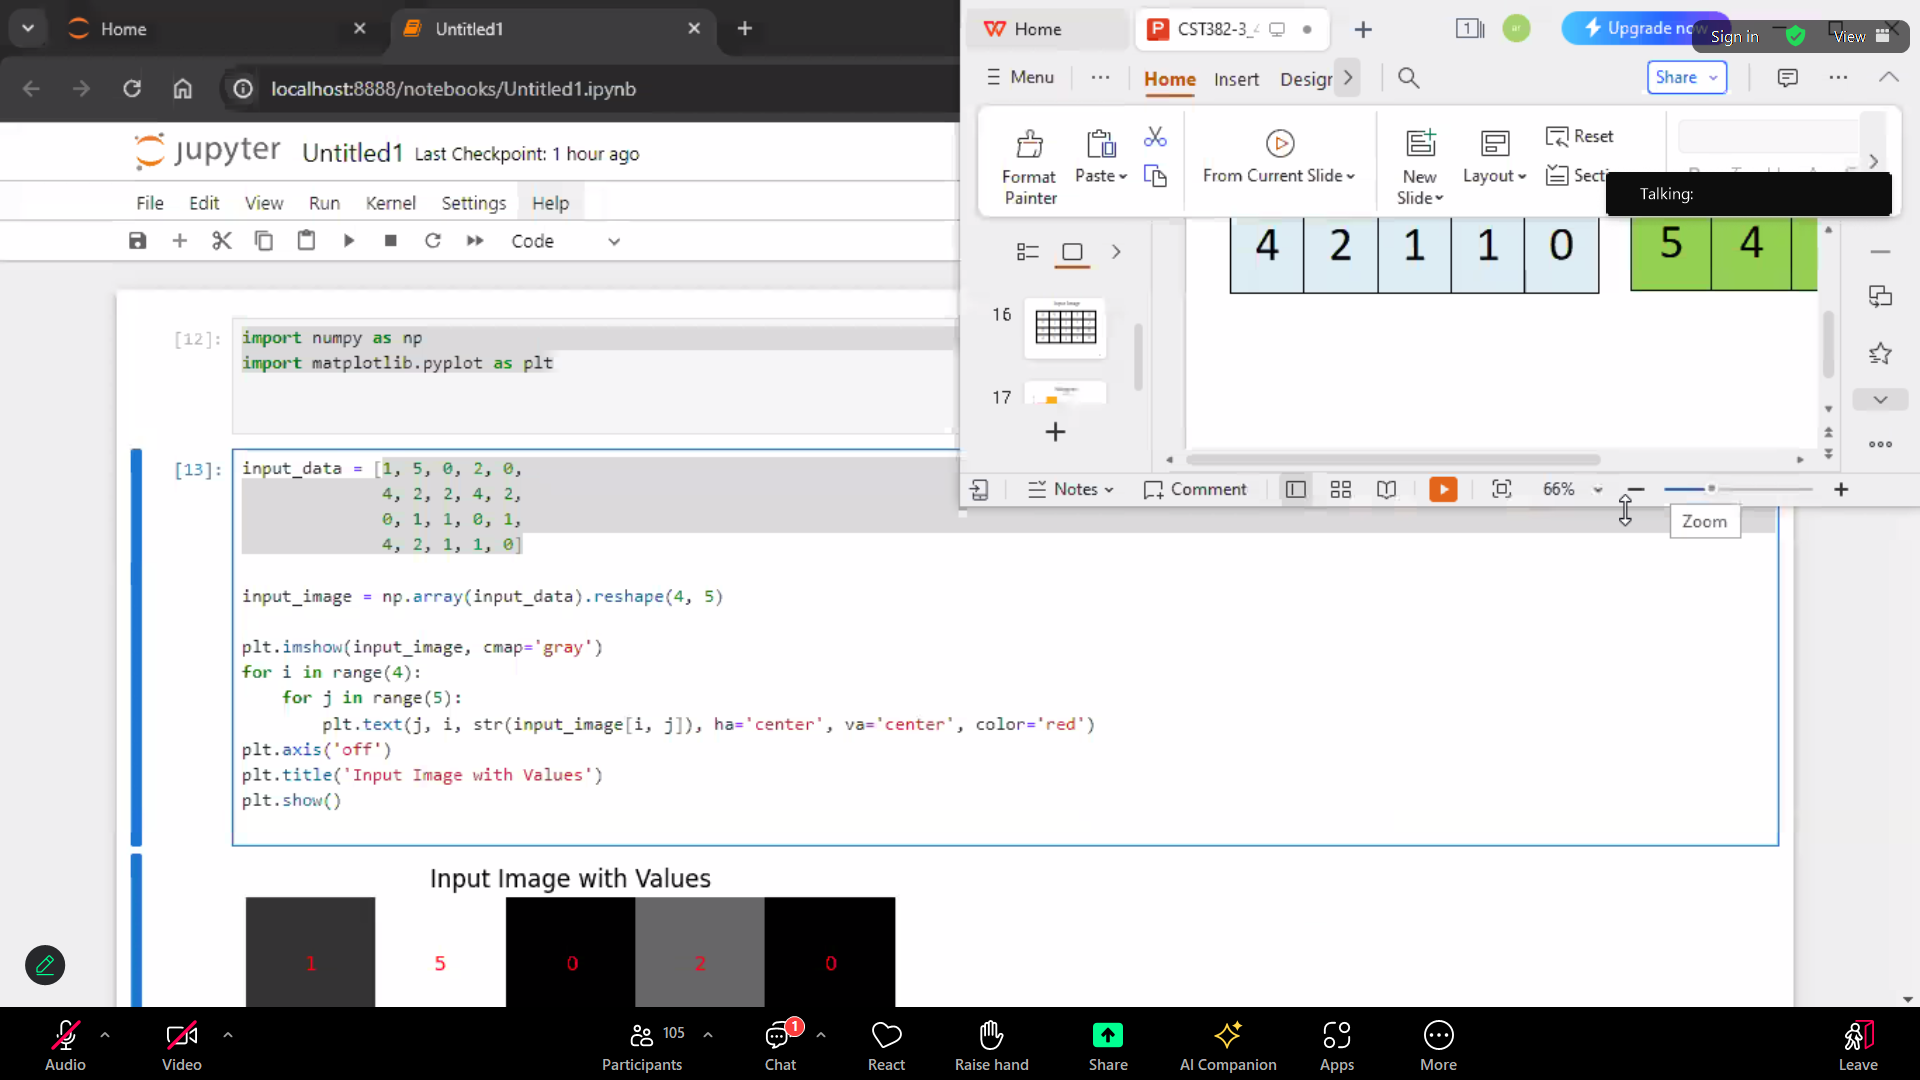 Home
Untitled1
localhost:8888/notebooks/Untitled1.ipynb
jupyter Untitled1 Last Checkpoint: 1 hour ago
File Edit View Run Kernel Settings Help
Code
[12]:
import numpy as np
import matplotlib.pyplot as plt
[13]:
input_data = [1, 5, 0, 2, 0,
4, 2, 2, 4, 2,
0, 1, 1, 0, 1,
4, 2, 1, 1, 0]
input_image = np.array(input_data).reshape(4, 5)
plt.imshow(input_image, cmap='gray')
for i in range(4):
for j in range(5):
plt.text(j, i, str(input_image[i, j]), ha='center', va='center', color='red')
plt.axis('off')
plt.title('Input Image with Values')
plt.show()
Input Image with Values
1 5 0 2 0
Home
CST382-3_
Upgrade now
Sign in
View
Menu
Home Insert Design
Share
Format Painter
Paste
From Current Slide
New Slide
Layout
Reset
Talking:
4 2 1 1 0
5 4
16
Input Image
17
Notes
Comment
66%
Zoom
Audio
Video
Participants
105
Chat
1
React
Raise hand
Share
AI Companion
Apps
More
Leave